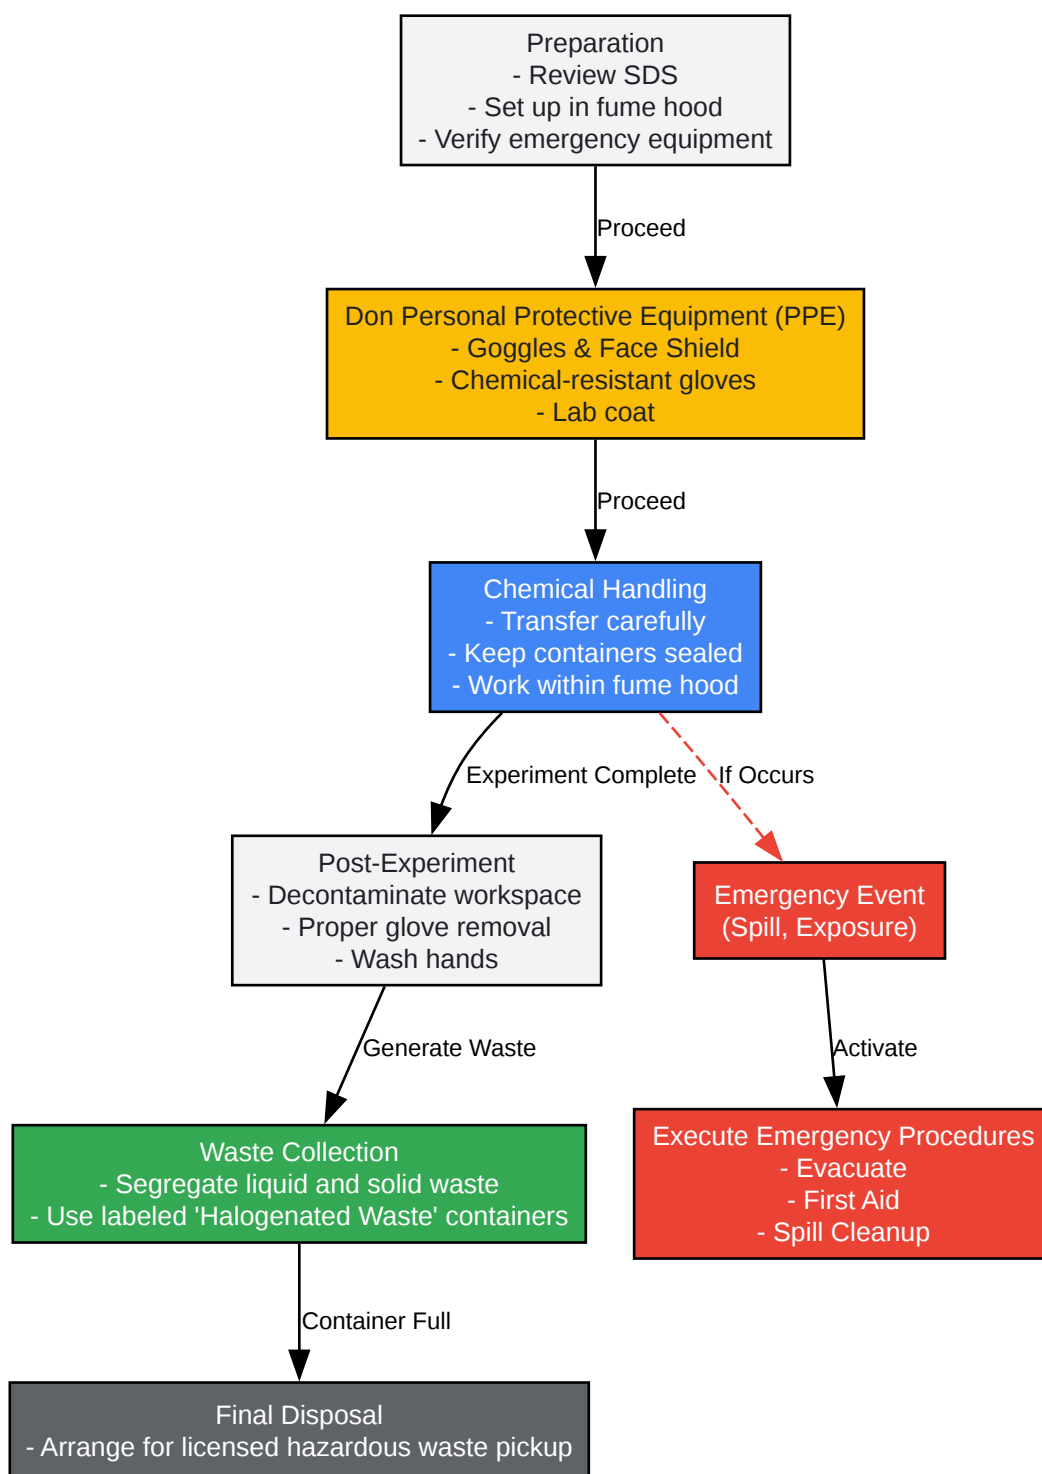 Preparation
- Review SDS
- Set up in fume hood
- Verify emergency equipment
Proceed
Don Personal Protective Equipment (PPE)
- Goggles & Face Shield
- Chemical-resistant gloves
- Lab coat
Proceed
Chemical Handling
- Transfer carefully
- Keep containers sealed
- Work within fume hood
Experiment Complete
If Occurs
Post-Experiment
- Decontaminate workspace
- Proper glove removal
- Wash hands
Emergency Event
(Spill, Exposure)
Generate Waste
Activate
Waste Collection
- Segregate liquid and solid waste
- Use labeled 'Halogenated Waste' containers
Execute Emergency Procedures
- Evacuate
- First Aid
- Spill Cleanup
Container Full
Final Disposal
- Arrange for licensed hazardous waste pickup